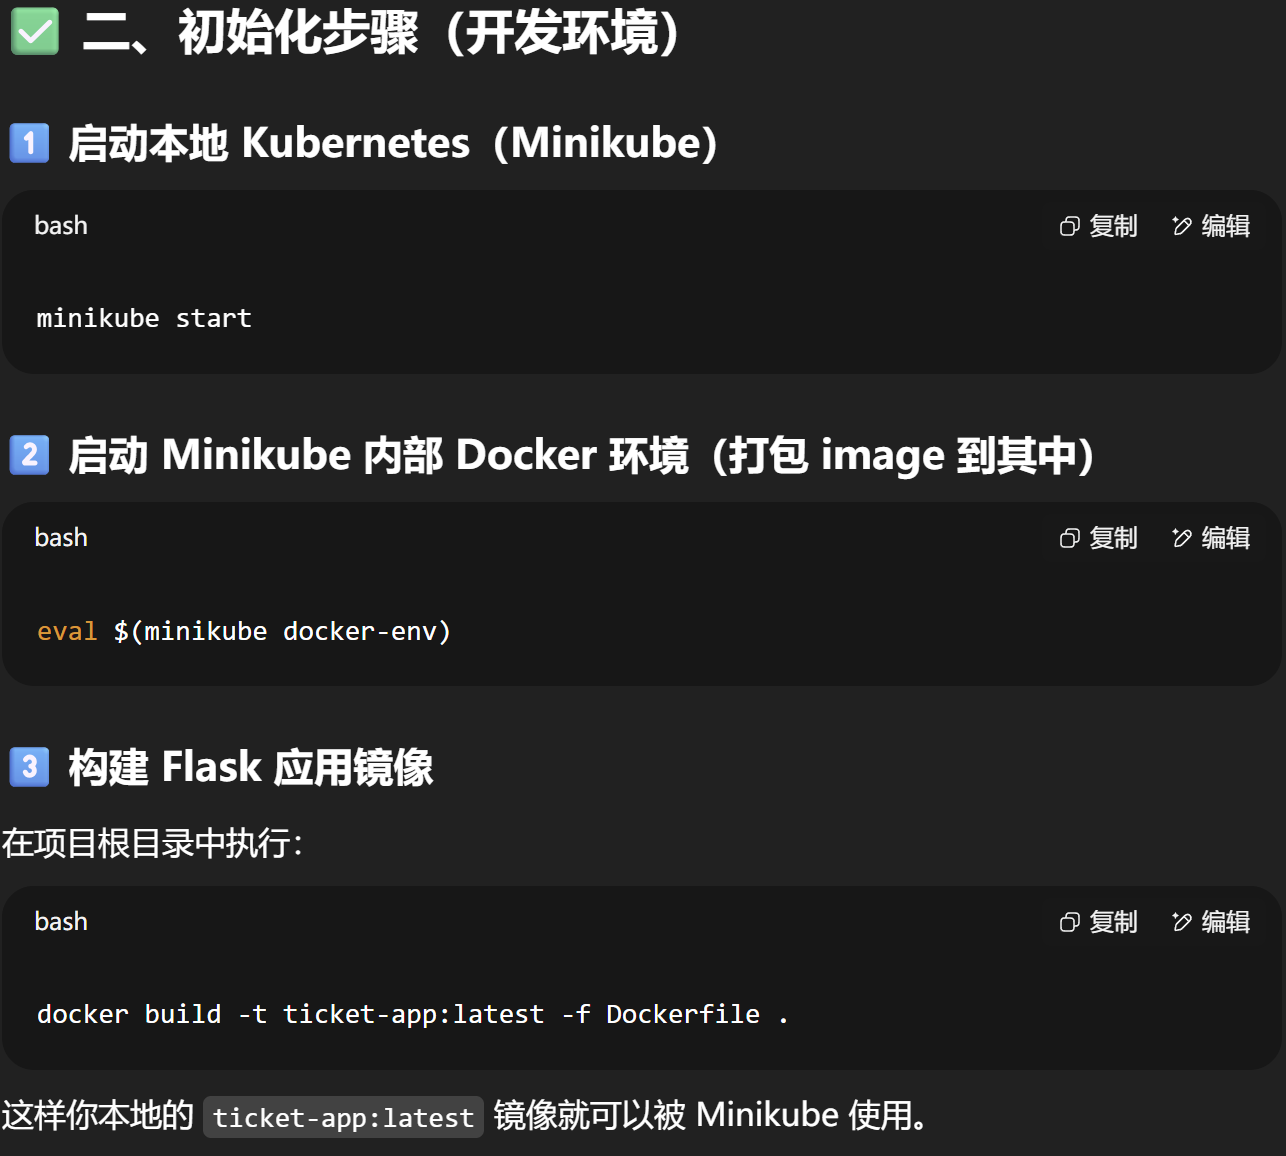 ✅ 二、初始化步骤（开发环境）
1️⃣ 启动本地 Kubernetes（Minikube）
bash 复制 编辑
minikube start
2️⃣ 启动 Minikube 内部 Docker 环境（打包 image 到其中）
bash 复制 编辑
eval $(minikube docker-env)
3️⃣ 构建 Flask 应用镜像
在项目根目录中执行：
bash 复制 编辑
docker build -t ticket-app:latest -f Dockerfile .
这样你本地的 ticket-app:latest 镜像就可以被 Minikube 使用。